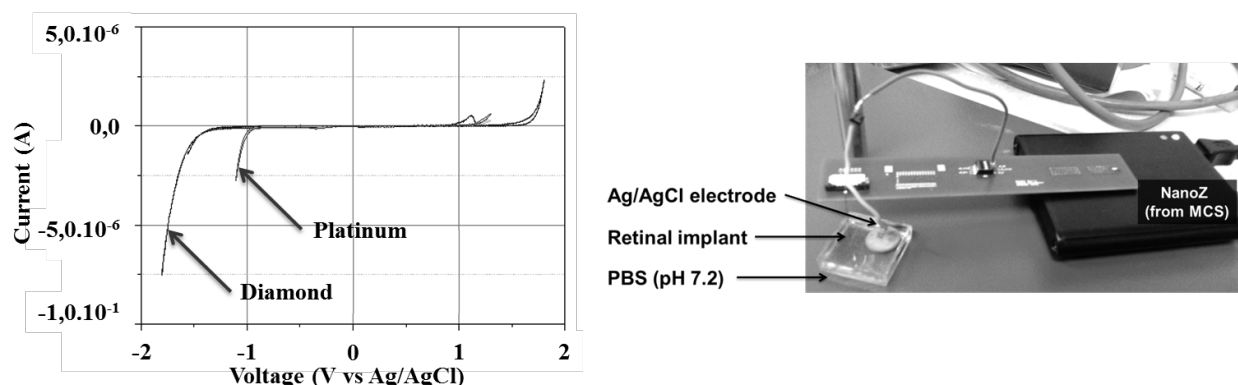 5,0.10⁻⁶
0,0
-5,0.10⁻⁶
-1,0.10⁻¹
Current (A)
Platinum
Diamond
-2 -1 0 1 2
Voltage (V vs Ag/AgCl)
Ag/AgCl electrode
Retinal implant
PBS (pH 7.2)
NanoZ
(from MCS)